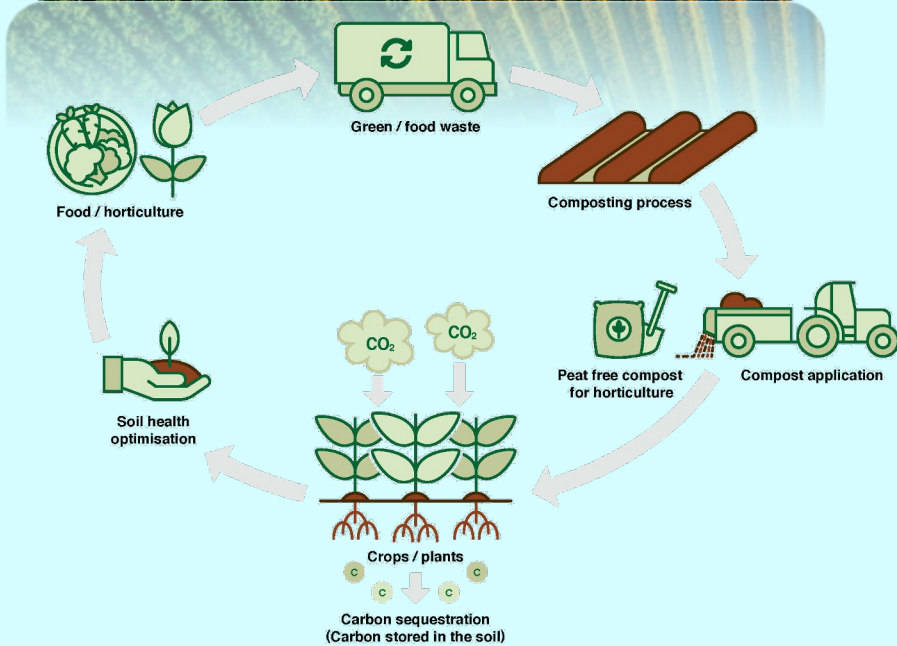 Green / food waste
Composting process
Food / horticulture
Peat free compost
for horticulture
Compost application
CO₂
CO₂
Soil health
optimisation
Crops / plants
C
C
C
C
Carbon sequestration
(Carbon stored in the soil)